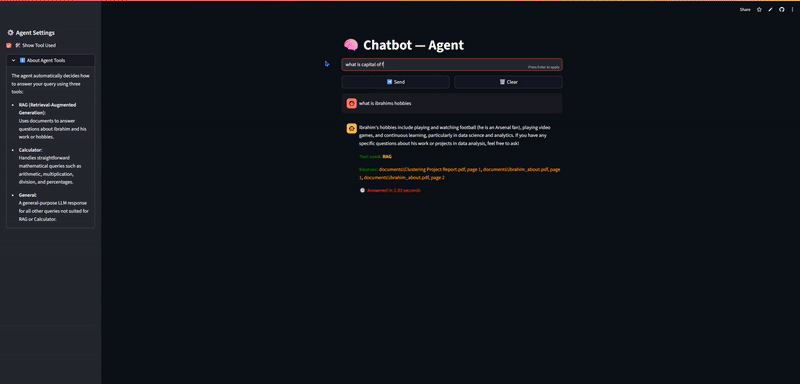 Share
Agent Settings
Show Tool Used
About Agent Tools
The agent automatically decides how
to answer your query using three
tools:
RAG (Retrieval-Augmented
Generation):
Uses documents to answer
questions about Ibrahim and his
work or hobbies.
Calculator:
Handles straightforward
mathematical queries such as
arithmetic, multiplication,
division, and percentages.
General:
A general-purpose LLM response
for all other queries not suited for
RAG or Calculator.
Chatbot — Agent
what is capital of f
Press Enter to apply
Send
Clear
what is ibrahims hobbies
Ibrahim's hobbies include playing and watching football (he is an Arsenal fan), playing video
games, and continuous learning, particularly in data science and analytics. If you have any
specific questions about his work or projects in data analysis, feel free to ask!
Tool used: RAG
Sources: documents\Clustering Project Report.pdf, page 1, documents\Ibrahim_about.pdf, page
1, documents\Ibrahim_about.pdf, page 2
Answered in
seconds